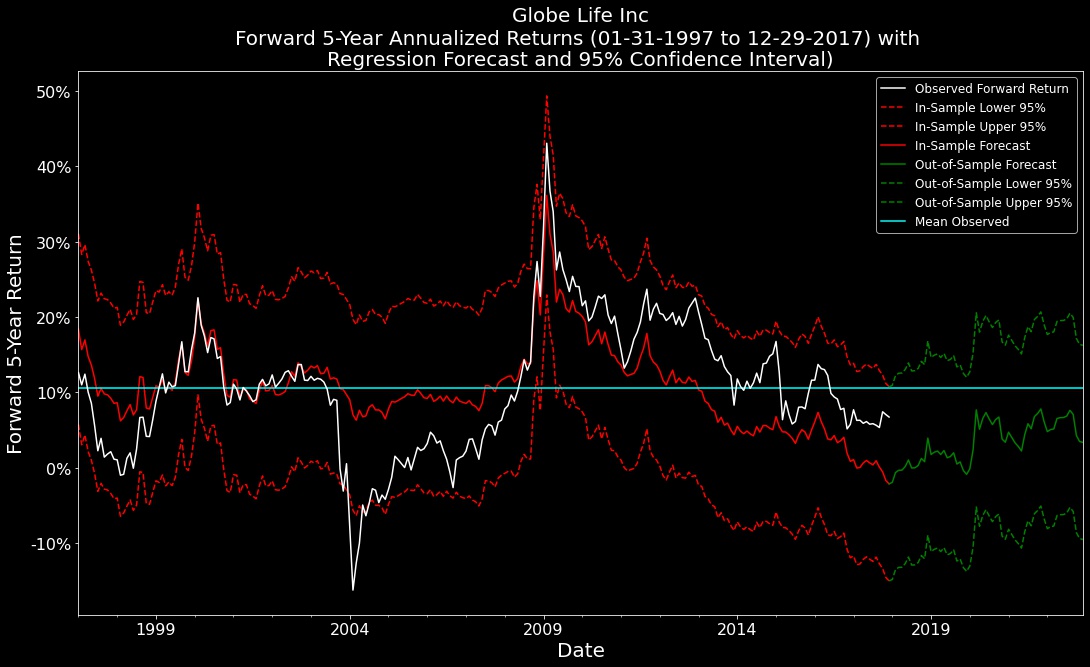 Globe Life Inc
Forward 5-Year Annualized Returns (01-31-1997 to 12-29-2017) with
Regression Forecast and 95% Confidence Interval)
Observed Forward Return
In-Sample Lower 95%
In-Sample Upper 95%
In-Sample Forecast
Out-of-Sample Forecast
Out-of-Sample Lower 95%
Out-of-Sample Upper 95%
Mean Observed
Forward 5-Year Return
50%
40%
30%
20%
10%
0%
-10%
1999
2004
2009
2014
2019
Date